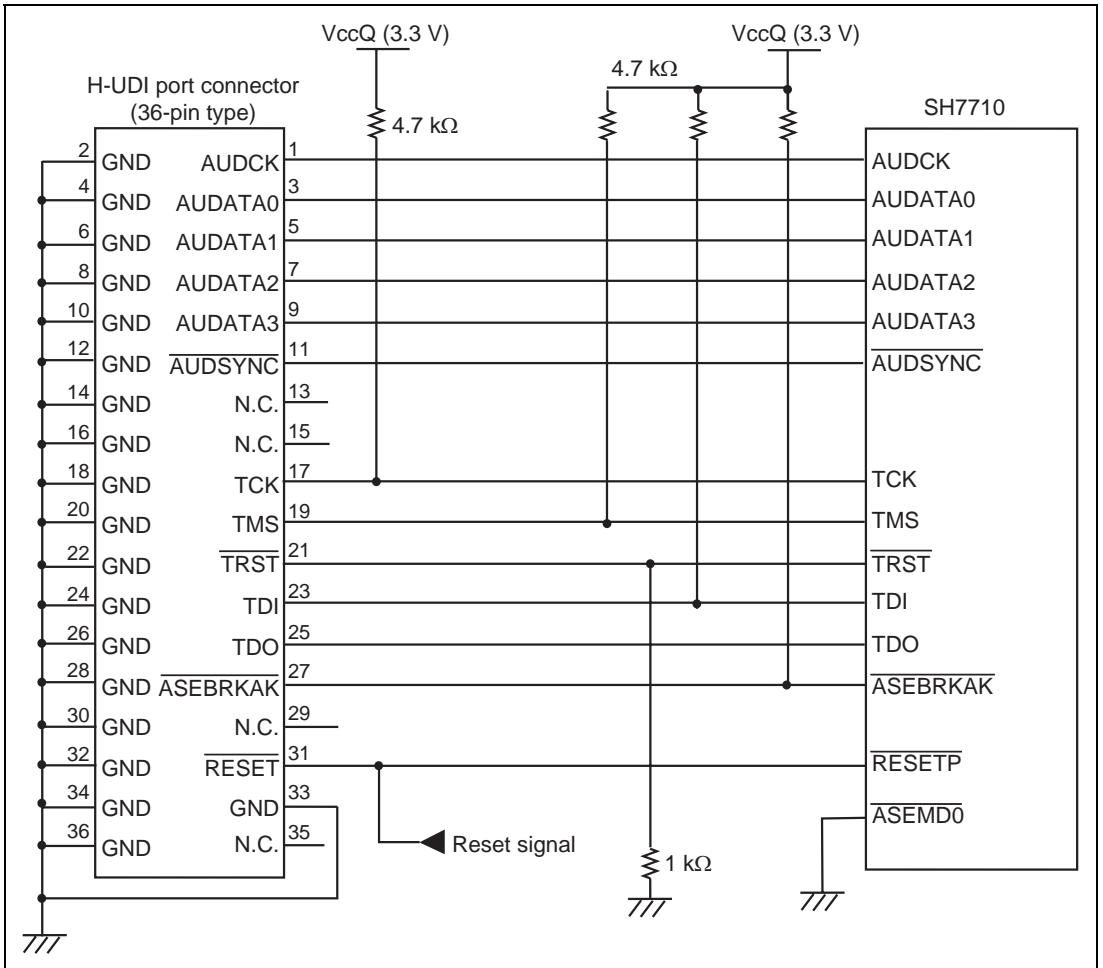 VccQ (3.3 V)
VccQ (3.3 V)
4.7 kΩ
H-UDI port connector
(36-pin type)
4.7 kΩ
SH7710
2 GND AUDCK 1 AUDCK
4 GND AUDATA0 3 AUDATA0
6 GND AUDATA1 5 AUDATA1
8 GND AUDATA2 7 AUDATA2
10 GND AUDATA3 9 AUDATA3
12 GND AUDSYNC 11 AUDSYNC
14 GND N.C. 13
16 GND N.C. 15
18 GND TCK 17 TCK
20 GND TMS 19 TMS
22 GND TRST 21 TRST
24 GND TDI 23 TDI
26 GND TDO 25 TDO
28 GND ASEBRKAK 27 ASEBRKAK
30 GND N.C. 29
32 GND RESET 31 RESETP
34 GND GND 33
ASEMD0
36 GND N.C. 35
Reset signal
1 kΩ